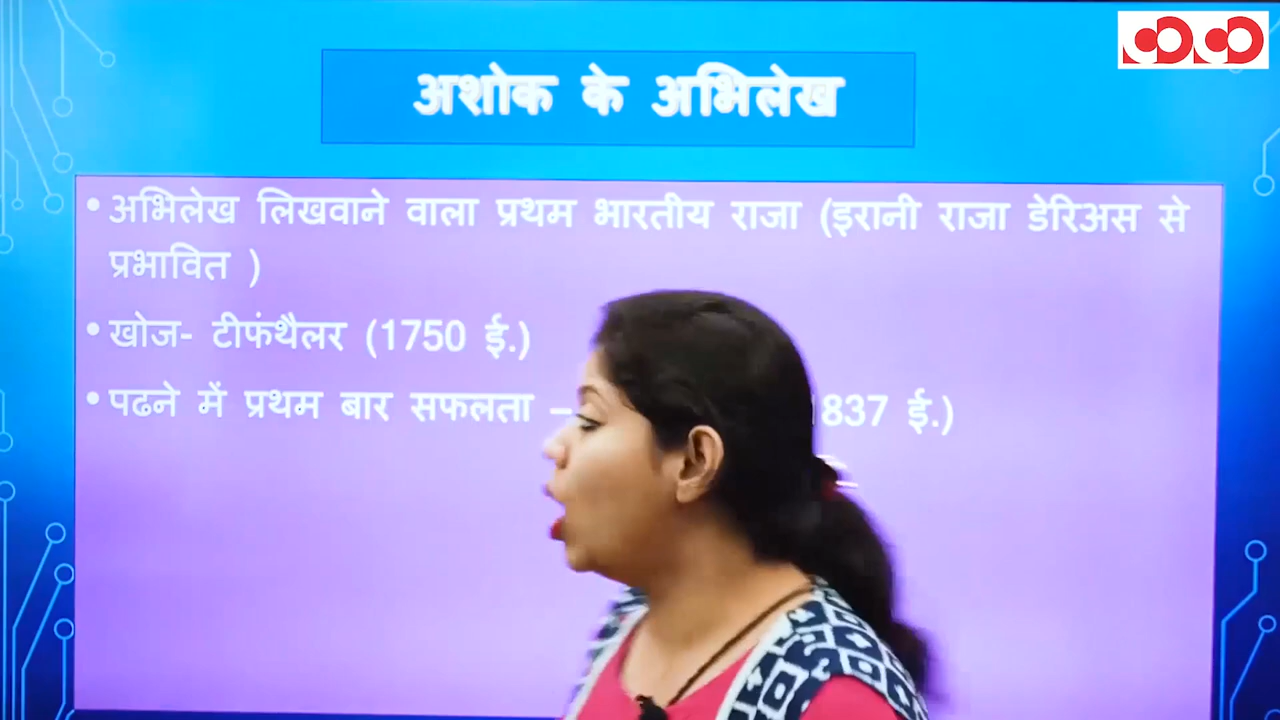 अशोक के अभिलेख
• अभिलेख लिखवाने वाला प्रथम भारतीय राजा (इरानी राजा डेरिअस से
प्रभावित )
• खोज- टीफंथैलर (1750 ई.)
• पढने में प्रथम बार सफलता – 837 ई.)